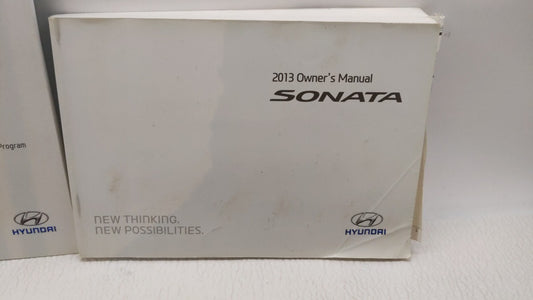 Program
HYUNDAI
2013 Owner's Manual
SONATA
NEW THINKING.
NEW POSSIBILITIES.
HYUNDAI